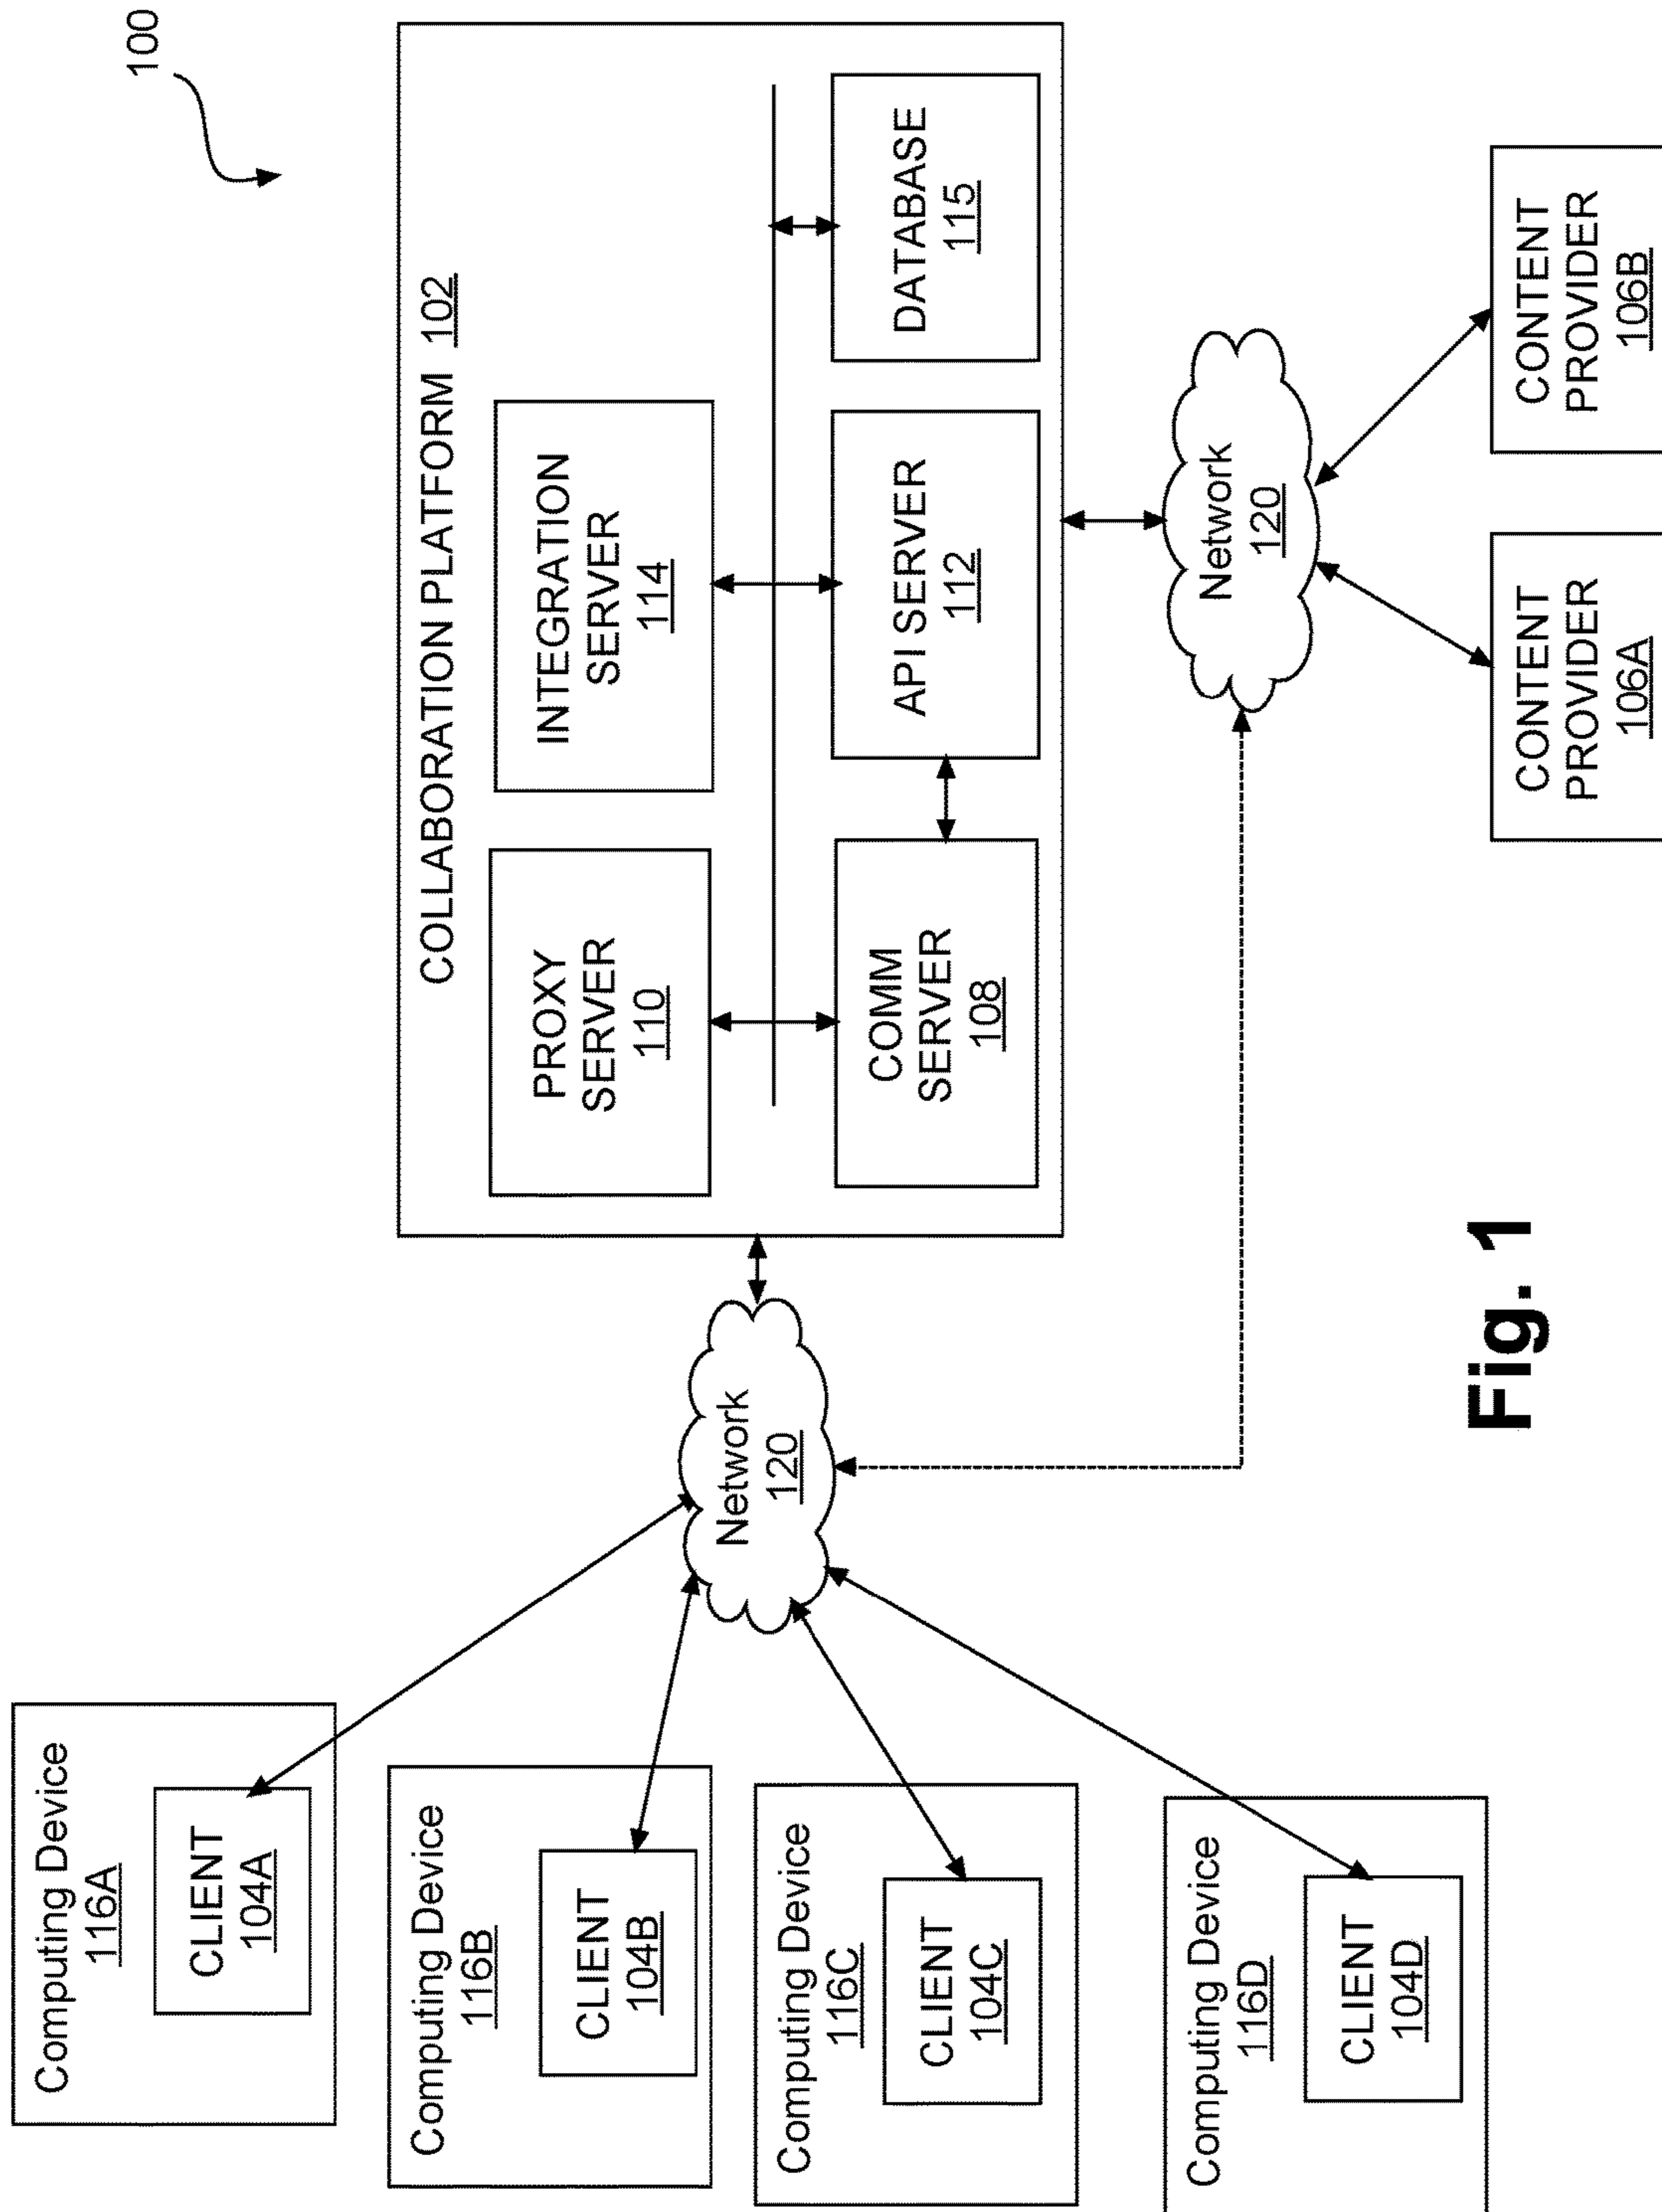 100
Computing Device
116A
CLIENT
104A
Computing Device
116B
CLIENT
104B
Computing Device
116C
CLIENT
104C
Computing Device
116D
CLIENT
104D
Network
120
COLLABORATION PLATFORM 102
PROXY
SERVER
110
INTEGRATION
SERVER
114
COMM
SERVER
108
API SERVER
112
DATABASE
115
Network
120
CONTENT
PROVIDER
106A
CONTENT
PROVIDER
106B
Fig. 1